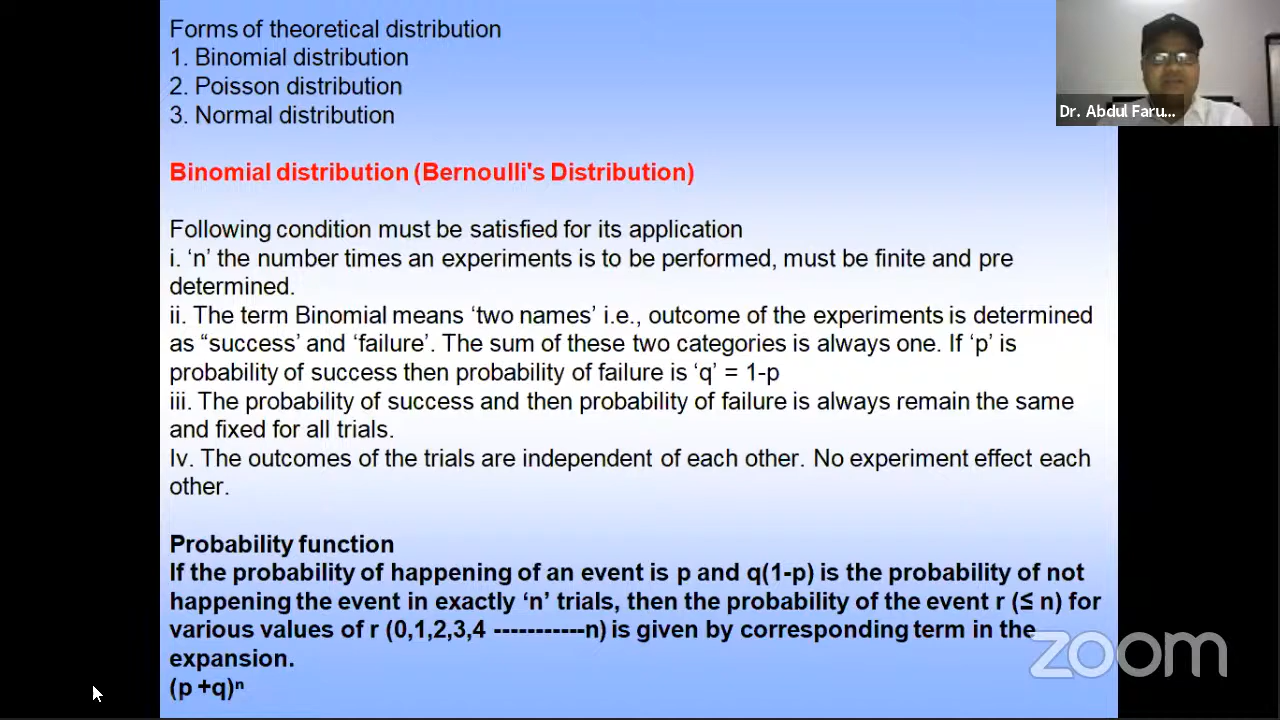 Forms of theoretical distribution
1. Binomial distribution
2. Poisson distribution
3. Normal distribution
Dr. Abdul Faru...
Binomial distribution (Bernoulli's Distribution)
Following condition must be satisfied for its application
i. ‘n’ the number times an experiments is to be performed, must be finite and pre
determined.
ii. The term Binomial means ‘two names’ i.e., outcome of the experiments is determined
as “success’ and ‘failure’. The sum of these two categories is always one. If ‘p’ is
probability of success then probability of failure is ‘q’ = 1-p
iii. The probability of success and then probability of failure is always remain the same
and fixed for all trials.
Iv. The outcomes of the trials are independent of each other. No experiment effect each
other.
Probability function
If the probability of happening of an event is p and q(1-p) is the probability of not
happening the event in exactly ‘n’ trials, then the probability of the event r (≤ n) for
various values of r (0,1,2,3,4 -----------n) is given by corresponding term in the
expansion.
(p +q)ⁿ
zoom